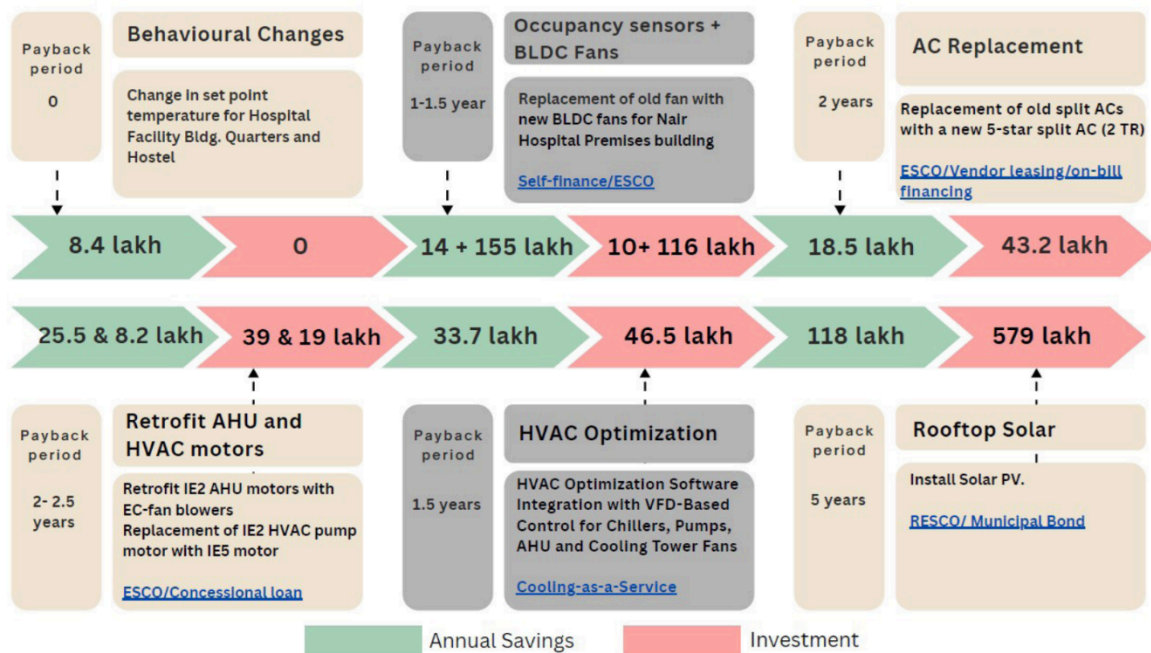 Payback
period
0
Behavioural Changes
Change in set point
temperature for Hospital
Facility Bldg. Quarters and
Hostel
Payback
period
1-1.5 year
Occupancy sensors +
BLDC Fans
Replacement of old fan with
new BLDC fans for Nair
Hospital Premises building
Self-finance/ESCO
Payback
period
2 years
AC Replacement
Replacement of old split ACs
with a new 5-star split AC (2 TR)
ESCO/Vendor leasing/on-bill
financing
8.4 lakh
0
14 + 155 lakh
10+ 116 lakh
18.5 lakh
43.2 lakh
25.5 & 8.2 lakh
39 & 19 lakh
33.7 lakh
46.5 lakh
118 lakh
579 lakh
Payback
period
2- 2.5
years
Retrofit AHU and
HVAC motors
Retrofit IE2 AHU motors with
EC-fan blowers
Replacement of IE2 HVAC pump
motor with IE5 motor
ESCO/Concessional loan
Payback
period
1.5 years
HVAC Optimization
HVAC Optimization Software
Integration with VFD-Based
Control for Chillers, Pumps,
AHU and Cooling Tower Fans
Cooling-as-a-Service
Payback
period
5 years
Rooftop Solar
Install Solar PV.
RESCO/ Municipal Bond
Annual Savings
Investment